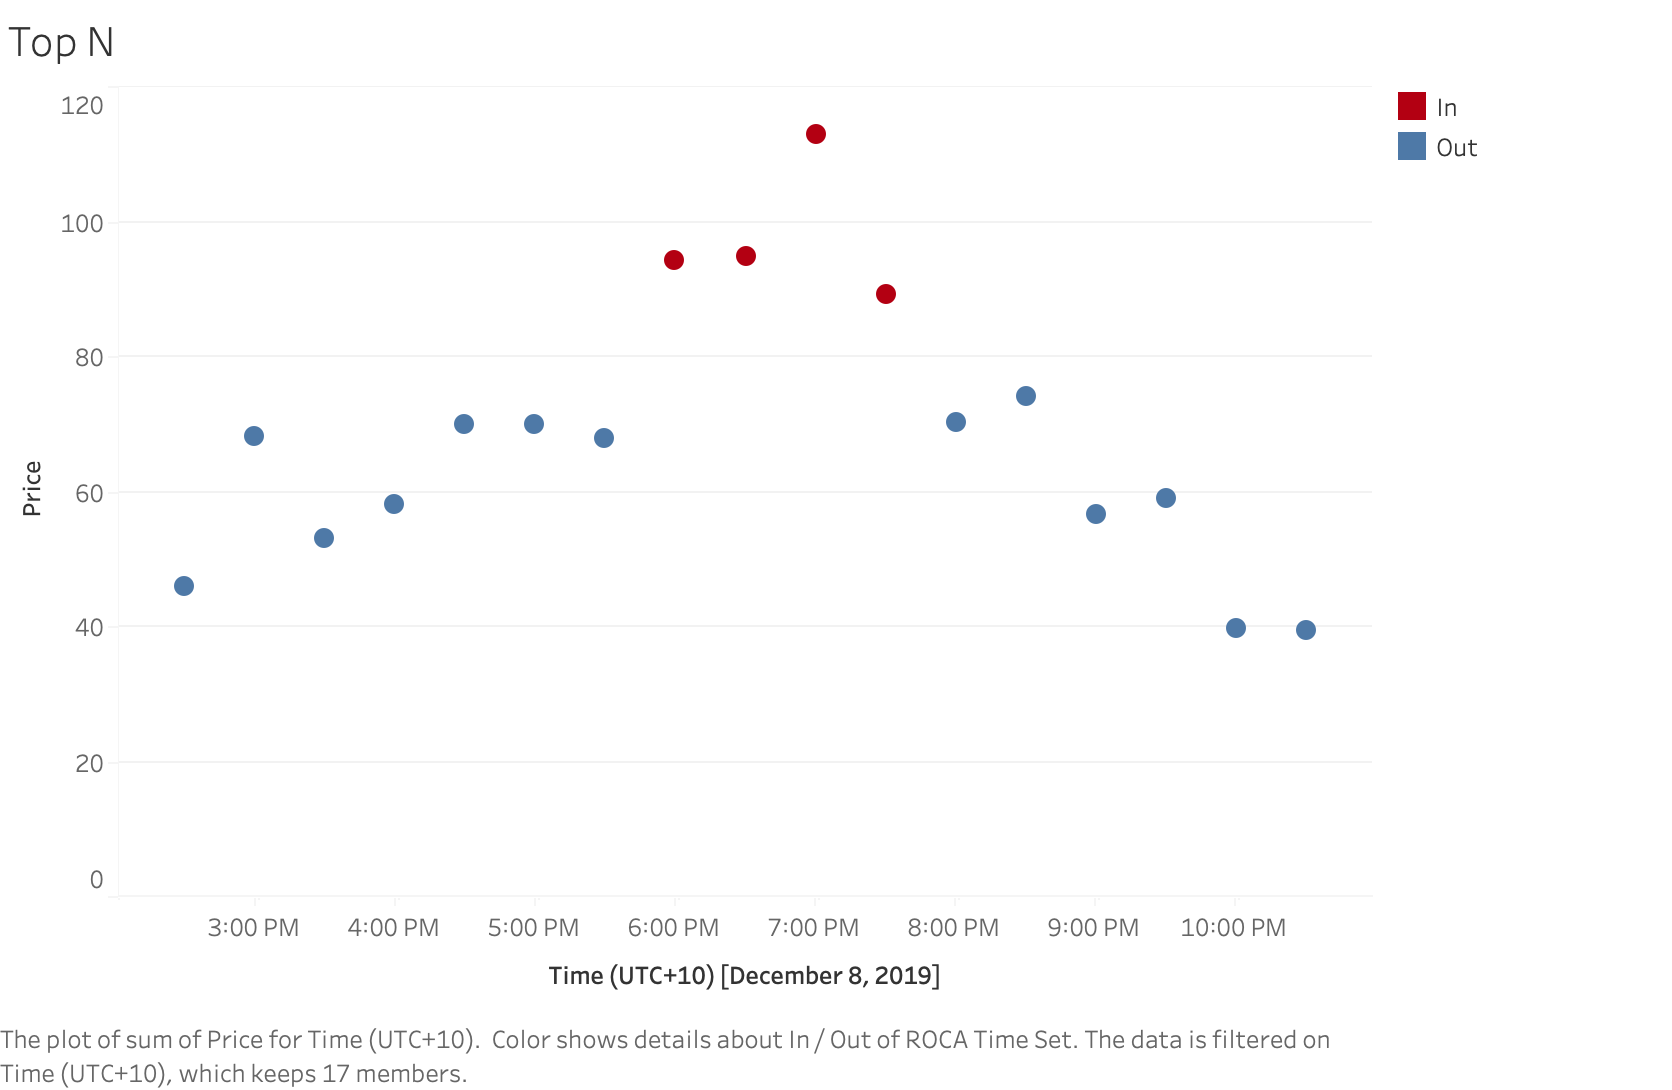 Top N
120
100
80
60
40
20
0
Price
3:00 PM 4:00 PM 5:00 PM 6:00 PM 7:00 PM 8:00 PM 9:00 PM 10:00 PM
Time (UTC+10) [December 8, 2019]
In
Out
The plot of sum of Price for Time (UTC+10).  Color shows details about In / Out of ROCA Time Set. The data is filtered on
Time (UTC+10), which keeps 17 members.